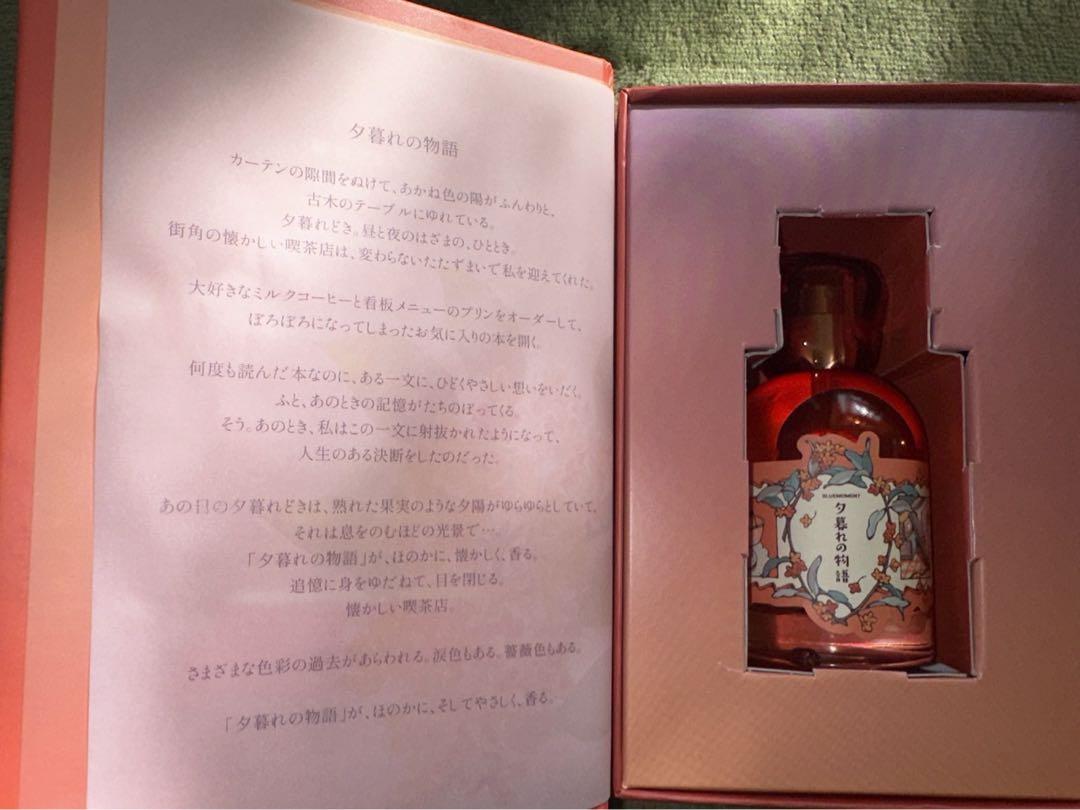 夕暮れの物語
カーテンの隙間をぬけて、あかね色の陽がふんわりと、
古木のテーブルにゆれている。
夕暮れどき。昼と夜のはざまの、ひととき。
街角の懐かしい喫茶店は、変わらないたたずまいで私を迎えてくれた。
大好きなミルクコーヒーと看板メニューのプリンをオーダーして、
ぼろぼろになってしまったお気に入りの本を開く。
何度も読んだ本なのに、ある一文に、ひどくやさしい想いをいだく。
ふと、あのときの記憶がたちのぼってくる。
そう。あのとき、私はこの一文に射抜かれたようになって、
人生のある決断をしたのだった。
あの日の夕暮れどきは、熟れた果実のような夕陽がゆらゆらとしていて、
それは息をのむほどの光景で…
「夕暮れの物語」が、ほのかに、懐かしく、香る。
追憶に身をゆだねて、目を閉じる。
懐かしい喫茶店。
さまざまな色彩の過去があらわれる。涙色もある。薔薇色もある。
「夕暮れの物語」が、ほのかに、そしてやさしく、香る。
BLUEMOMENT
夕暮れの物語